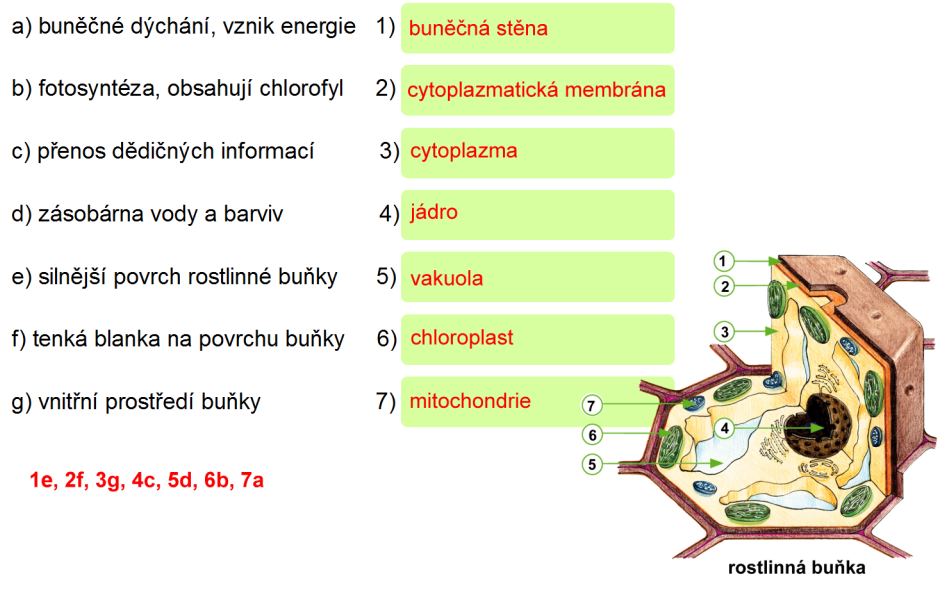 a) buněčné dýchání, vznik energie 1) buněčná stěna
b) fotosyntéza, obsahují chlorofyl 2) cytoplazmatická membrána
c) přenos dědičných informací 3) cytoplazma
d) zásobárna vody a barviv 4) jádro
e) silnější povrch rostlinné buňky 5) vakuola
f) tenká blanka na povrchu buňky 6) chloroplast
g) vnitřní prostředí buňky 7) mitochondrie
1e, 2f, 3g, 4c, 5d, 6b, 7a
1
2
3
7
4
6
5
rostlinná buňka